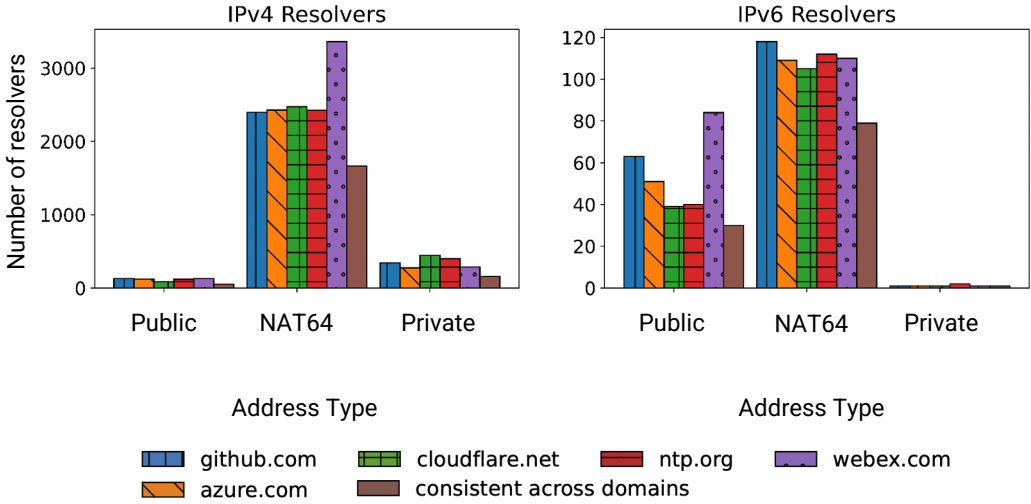 IPv4 Resolvers
Number of resolvers
3000
2000
1000
0
Public NAT64 Private
Address Type
IPv6 Resolvers
120
100
80
60
40
20
0
Public NAT64 Private
Address Type
github.com cloudflare.net ntp.org webex.com
azure.com consistent across domains